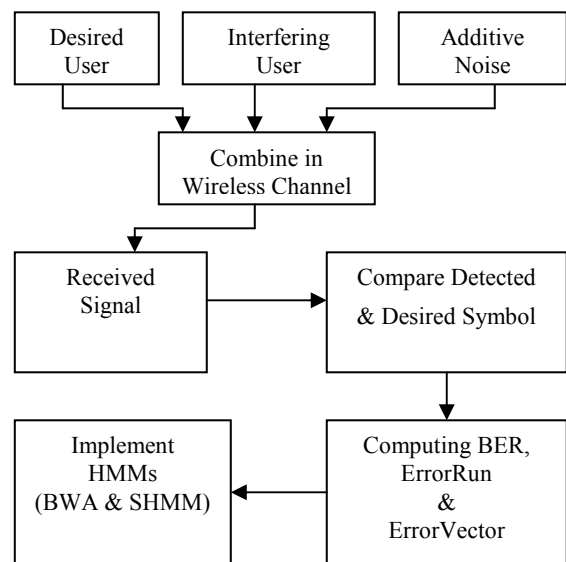 Desired
User
Interfering
User
Additive
Noise
Combine in
Wireless Channel
Received
Signal
Compare Detected
& Desired Symbol
Implement
HMMs
(BWA & SHMM)
Computing BER,
ErrorRun
&
ErrorVector